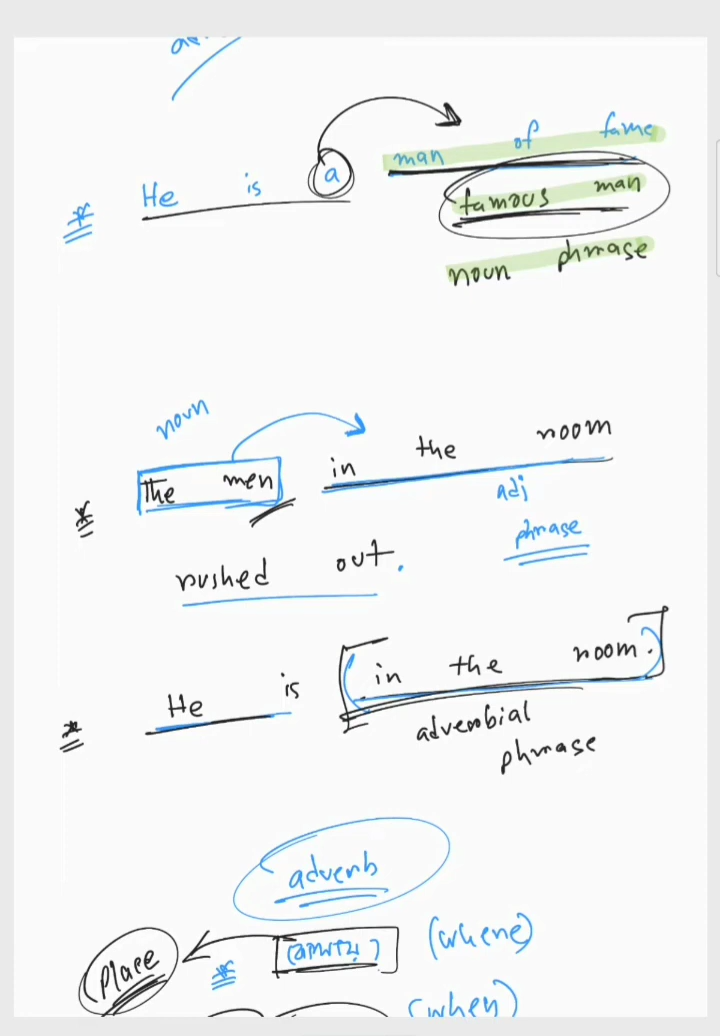 man of fame
He is a
famous man
noun phrase
noun
The men in the room
adj
phrase
rushed out.
He is (in the room.)
adverbial
phrase
adverb
Place (where)
(when)